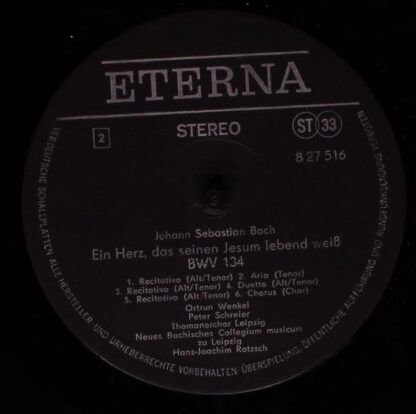 ETERNA
2
STEREO
ST 33
8 27 516
Johann Sebastian Bach
Ein Herz, das seinen Jesum lebend weiß
BWV 134
1. Recitativo (Alt/Tenor) 2. Aria (Tenor)
3. Recitativo (Alt/Tenor) 4. Duetto (Alt/Tenor)
5. Recitativo (Alt/Tenor) 6. Chorus (Chor)
Ortrun Wenkel
Peter Schreier
Thomanerchor Leipzig
Neues Bachisches Collegium musicum
zu Leipzig
Hans-Joachim Rotzsch
VEB DEUTSCHE SCHALLPLATTEN · ALLE HERSTELLER- UND URHEBERRECHTE VORBEHALTEN · ÜBERSPIELUNG, ÖFFENTLICHE AUFFÜHRUNG UND RUNDFUNKSENDUNG VERBOTEN